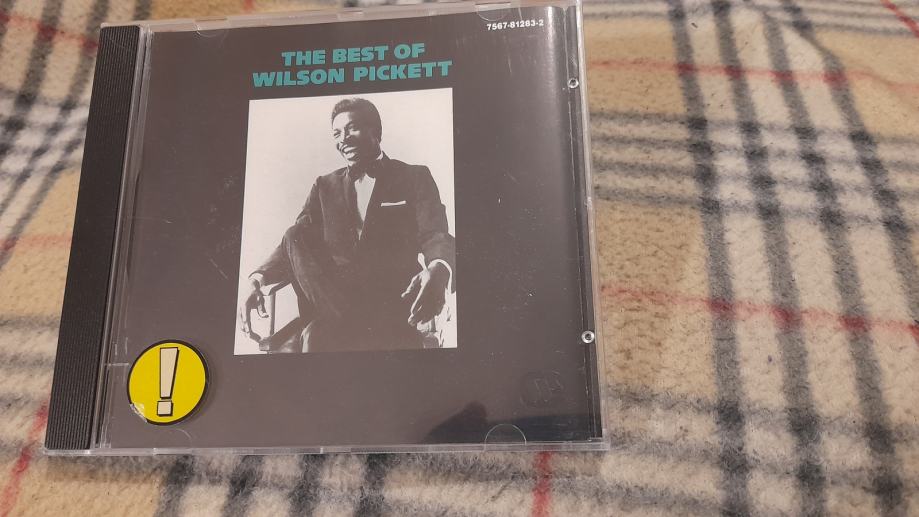 7567-81283-2
THE BEST OF
WILSON PICKETT
!